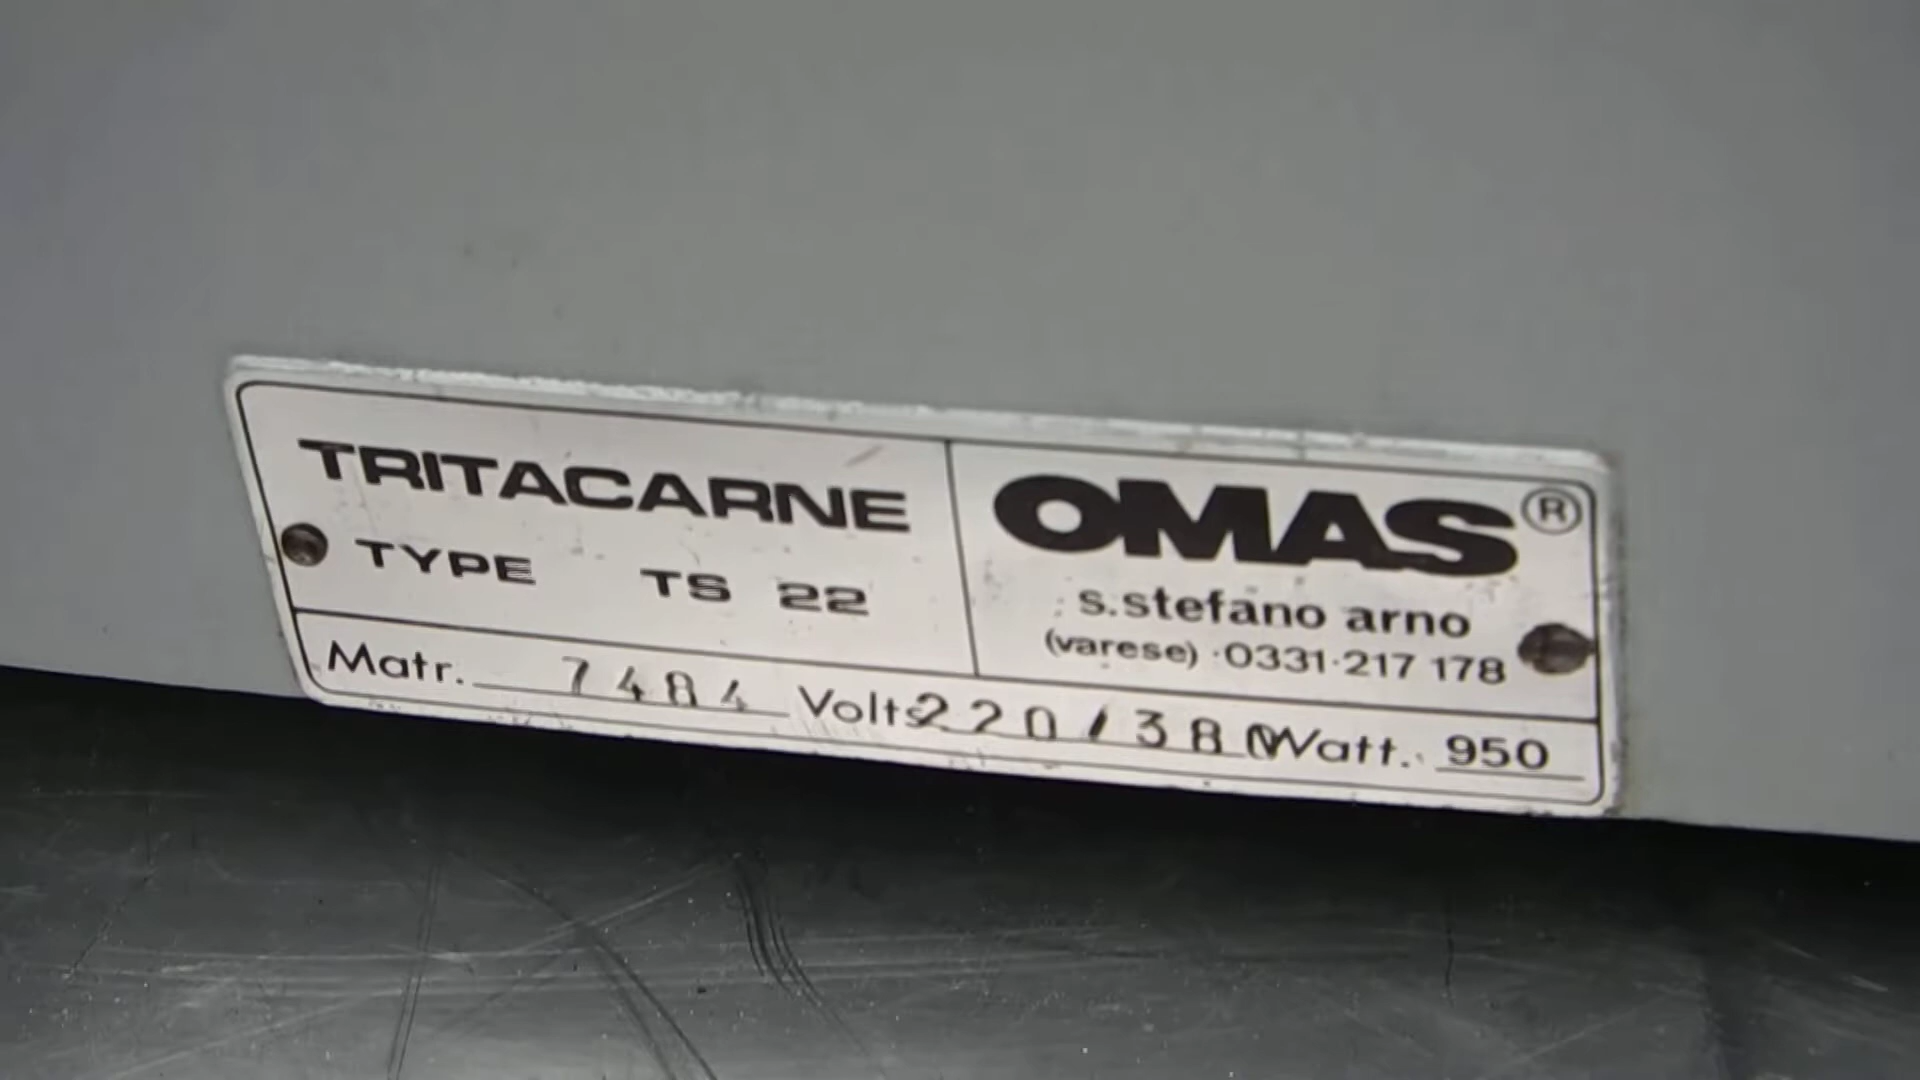 TRITACARNE
TYPE TS 22
OMAS®
s.stefano arno
(varese)·0331·217 178
Matr. 7484 Volts 220/380 Watt. 950